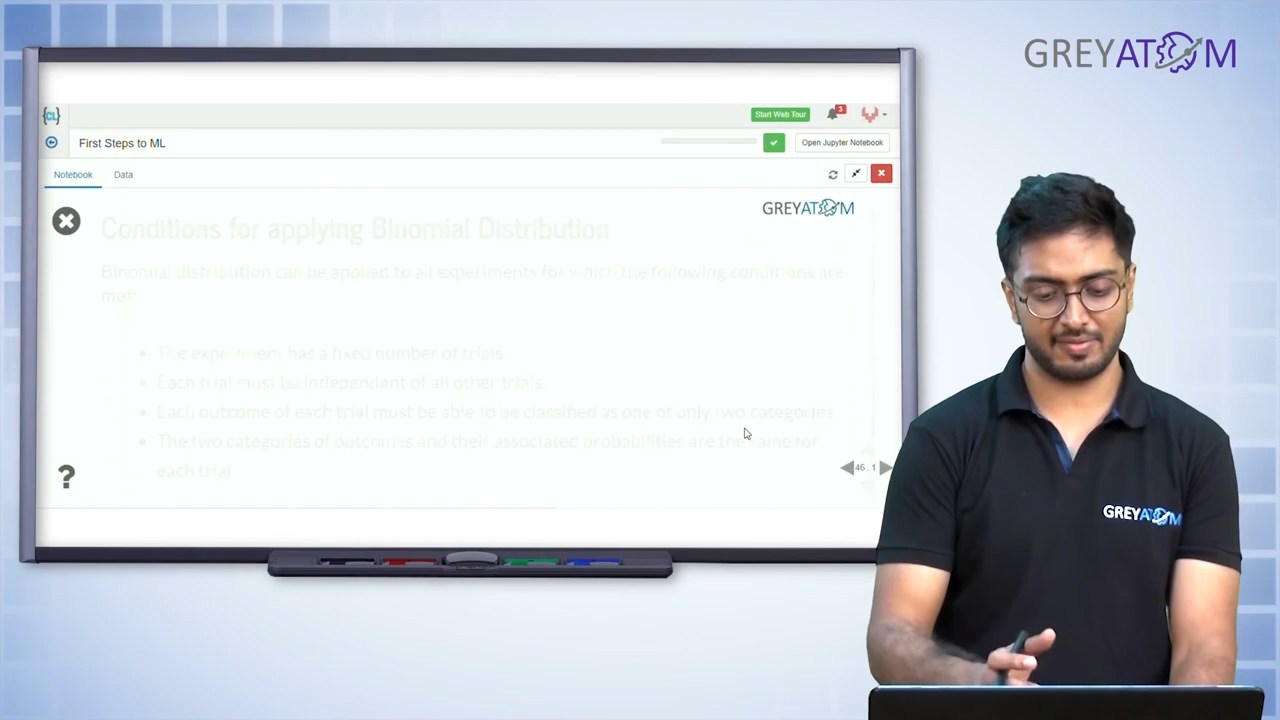 GREYATOM
{CL}
Start Web Tour
3
First Steps to ML
Open Jupyter Notebook
Notebook
Data
GREYATOM
Conditions for applying Binomial Distribution
Binomial distribution can be applied to all experiments for which the following conditions are
met:
The experiment has a fixed number of trials
Each trial must be independent of all other trials
Each outcome of each trial must be able to be classified as one of only two categories
The two categories of outcomes and their associated probabilities are the same for
each trial
46.1
?
GREYATOM